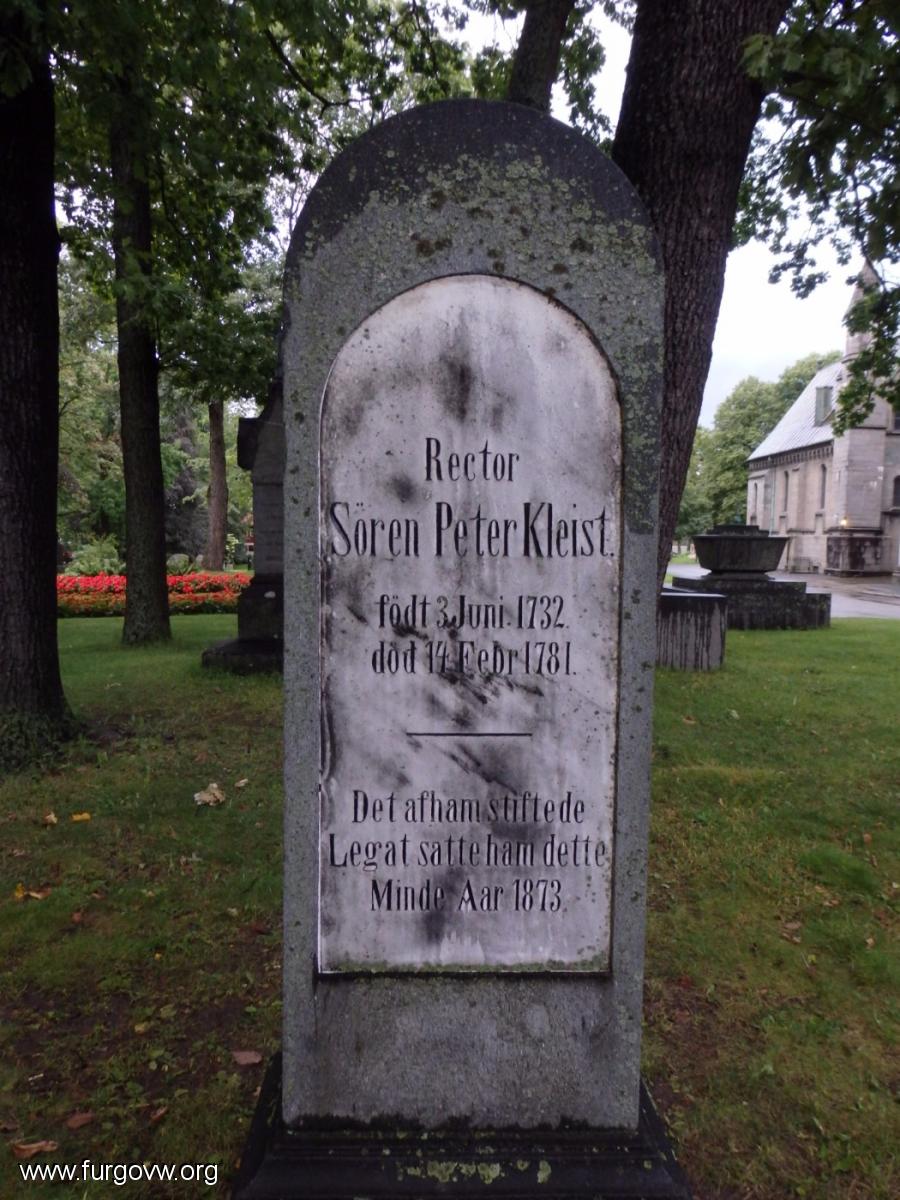 Rector
Sören Peter Kleist.
födt 3 Juni. 1732.
död 14 Febr 1781.
Det af ham stiftede
Legat satte ham dette
Minde Aar 1873.
www.furgovw.org